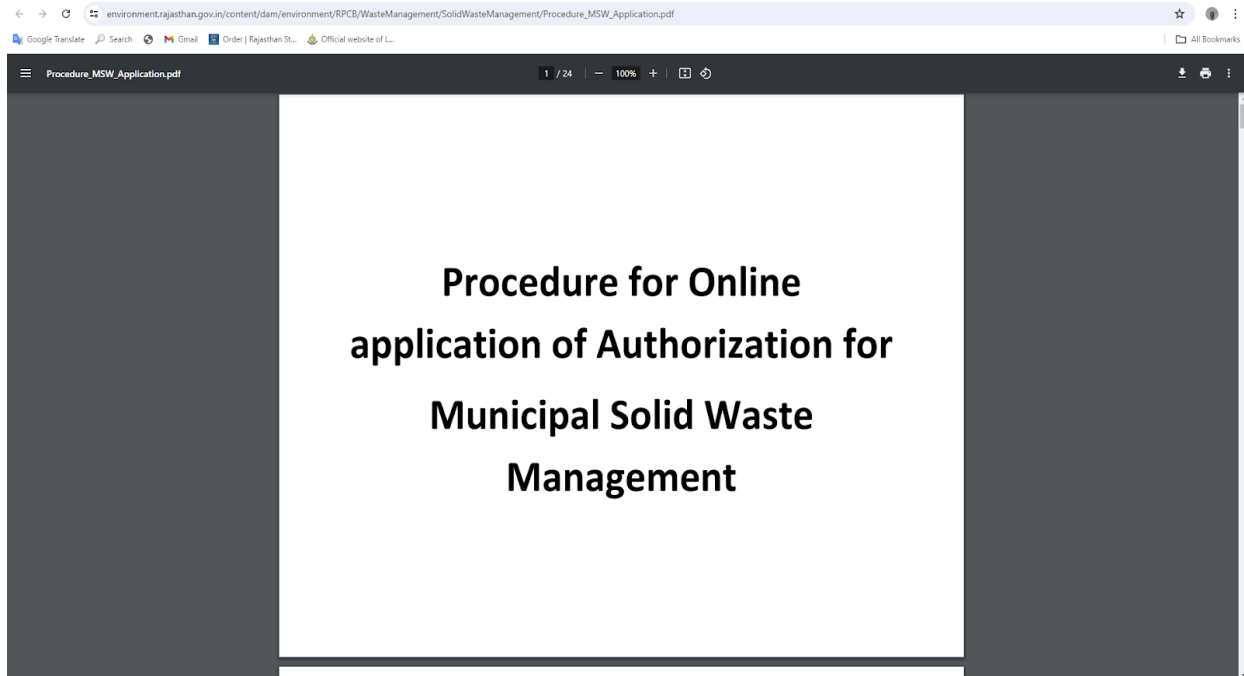 environment.rajasthan.gov.in/content/dam/environment/RPCB/WasteManagement/SolidWasteManagement/Procedure_MSW_Application.pdf
Google Translate Search Gmail Order | Rajasthan St... Official website of L... All Bookmarks
Procedure_MSW_Application.pdf 1 / 24 100%
Procedure for Online
application of Authorization for
Municipal Solid Waste
Management